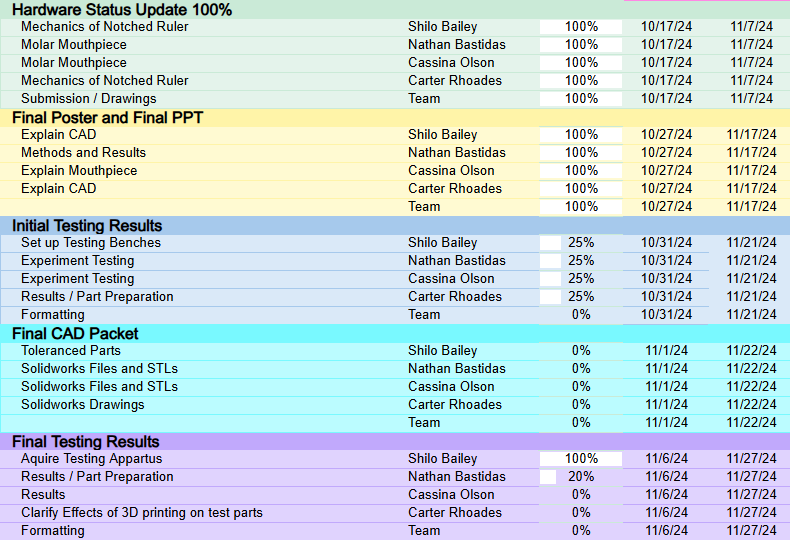 Hardware Status Update 100%
Mechanics of Notched Ruler Shilo Bailey 100% 10/17/24 11/7/24
Molar Mouthpiece Nathan Bastidas 100% 10/17/24 11/7/24
Molar Mouthpiece Cassina Olson 100% 10/17/24 11/7/24
Mechanics of Notched Ruler Carter Rhoades 100% 10/17/24 11/7/24
Submission / Drawings Team 100% 10/17/24 11/7/24
Final Poster and Final PPT
Explain CAD Shilo Bailey 100% 10/27/24 11/17/24
Methods and Results Nathan Bastidas 100% 10/27/24 11/17/24
Explain Mouthpiece Cassina Olson 100% 10/27/24 11/17/24
Explain CAD Carter Rhoades 100% 10/27/24 11/17/24
Team 100% 10/27/24 11/17/24
Initial Testing Results
Set up Testing Benches Shilo Bailey 25% 10/31/24 11/21/24
Experiment Testing Nathan Bastidas 25% 10/31/24 11/21/24
Experiment Testing Cassina Olson 25% 10/31/24 11/21/24
Results / Part Preparation Carter Rhoades 25% 10/31/24 11/21/24
Formatting Team 0% 10/31/24 11/21/24
Final CAD Packet
Toleranced Parts Shilo Bailey 0% 11/1/24 11/22/24
Solidworks Files and STLs Nathan Bastidas 0% 11/1/24 11/22/24
Solidworks Files and STLs Cassina Olson 0% 11/1/24 11/22/24
Solidworks Drawings Carter Rhoades 0% 11/1/24 11/22/24
Team 0% 11/1/24 11/22/24
Final Testing Results
Aquire Testing Appartus Shilo Bailey 100% 11/6/24 11/27/24
Results / Part Preparation Nathan Bastidas 20% 11/6/24 11/27/24
Results Cassina Olson 0% 11/6/24 11/27/24
Clarify Effects of 3D printing on test parts Carter Rhoades 0% 11/6/24 11/27/24
Formatting Team 0% 11/6/24 11/27/24